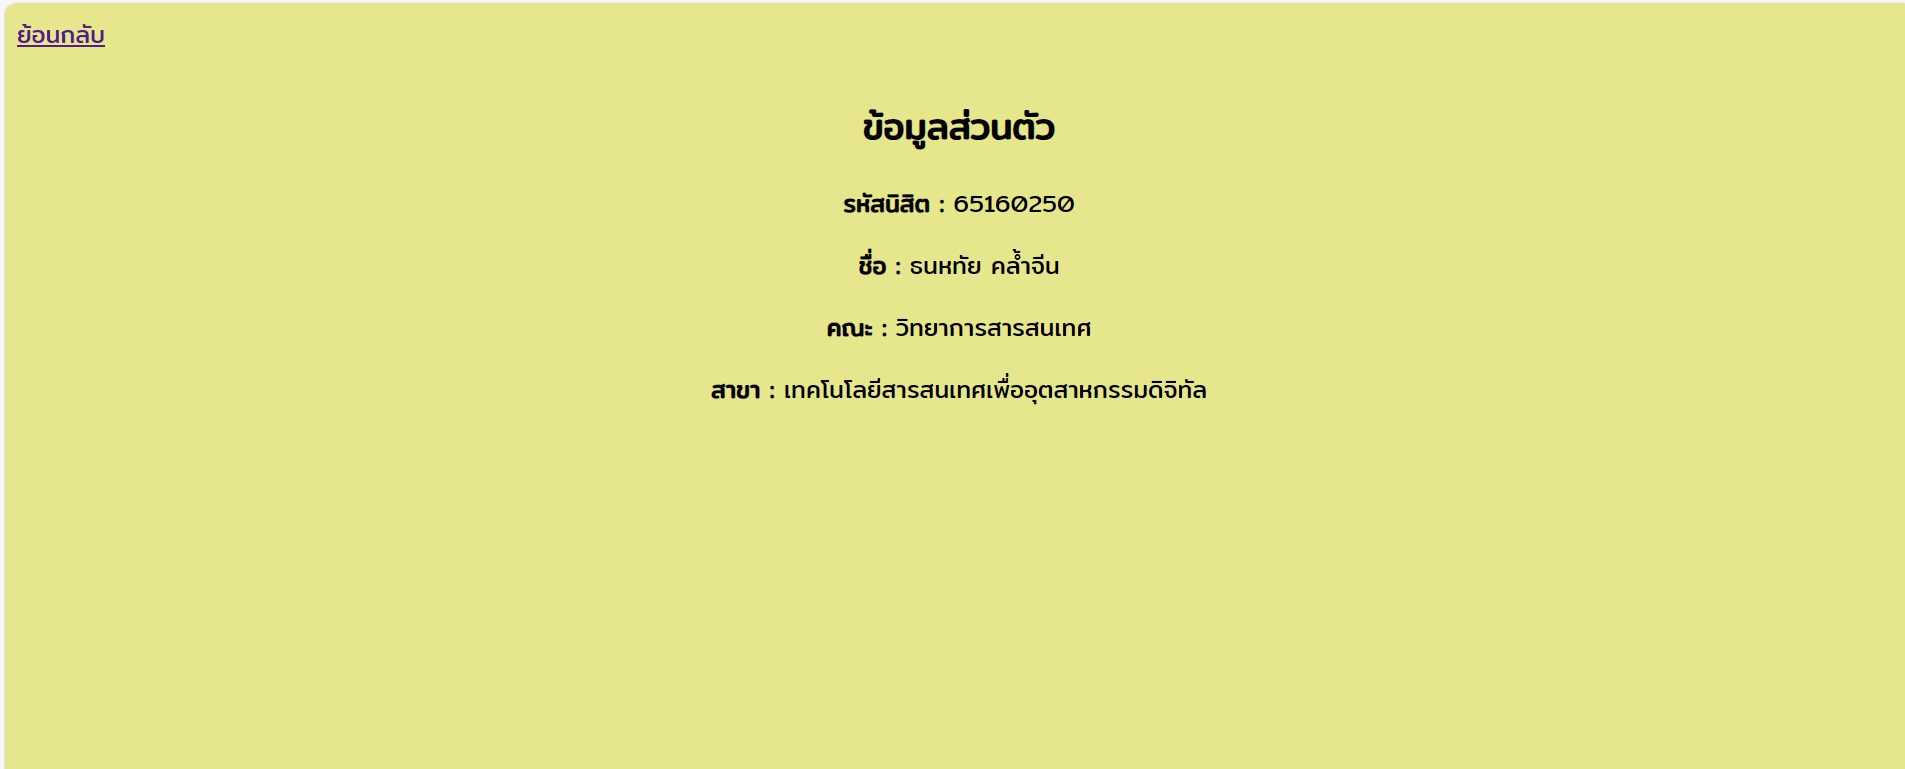 ย้อนกลับ
ข้อมูลส่วนตัว
รหัสนิสิต : 65160250
ชื่อ : ธนหทัย คล้ำจีน
คณะ : วิทยาการสารสนเทศ
สาขา : เทคโนโลยีสารสนเทศเพื่ออุตสาหกรรมดิจิทัล